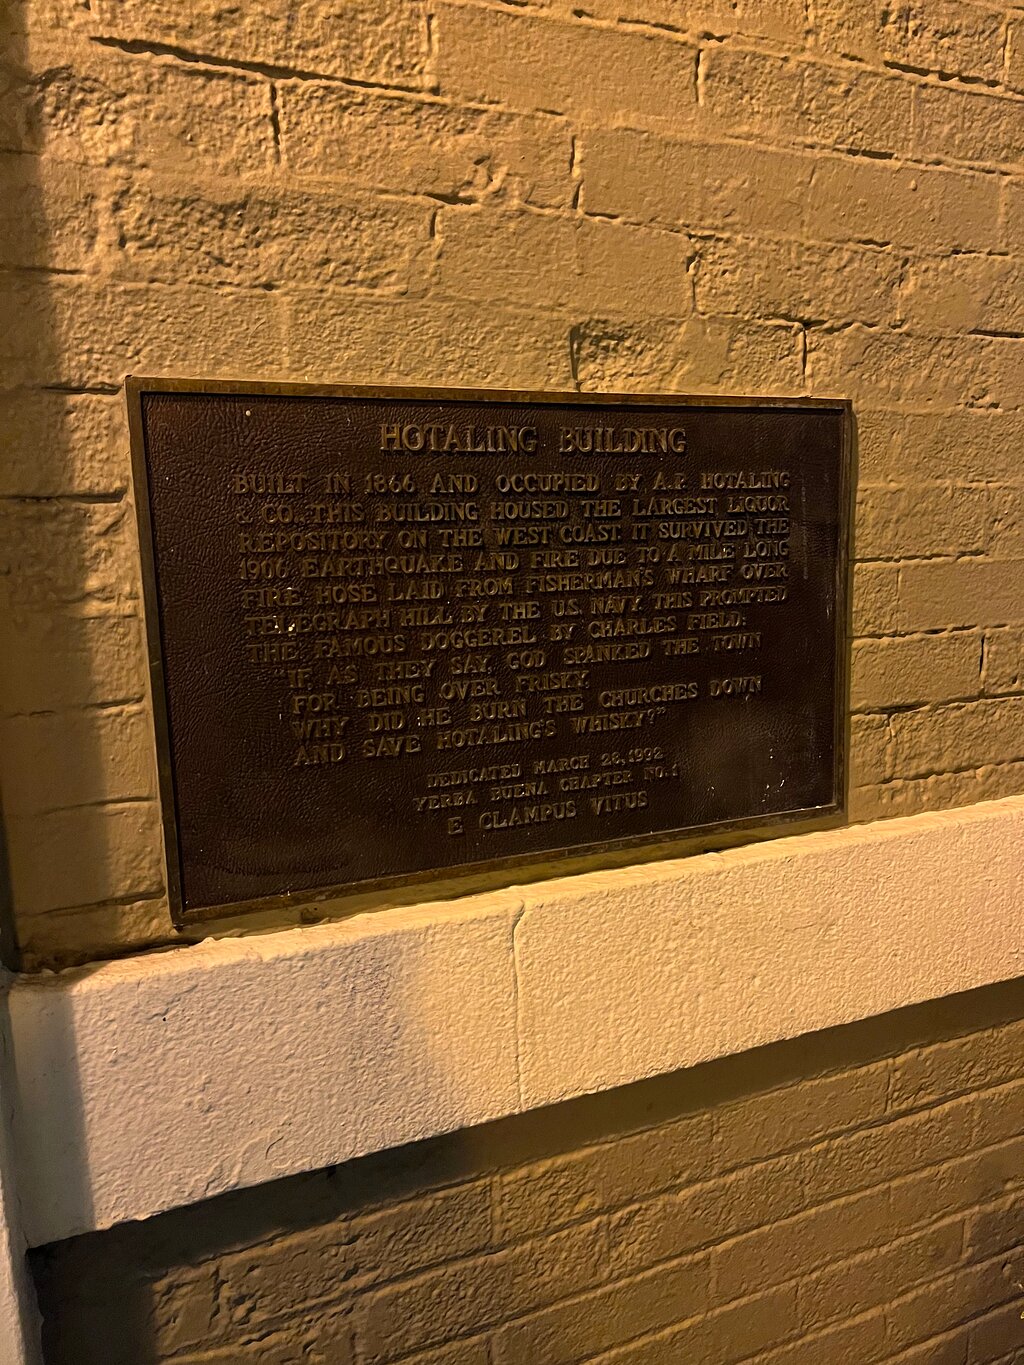 HOTALING BUILDING
BUILT IN 1866 AND OCCUPIED BY A.P. HOTALING
& CO. THIS BUILDING HOUSED THE LARGEST LIQUOR
REPOSITORY ON THE WEST COAST. IT SURVIVED THE
1906 EARTHQUAKE AND FIRE DUE TO A MILE LONG
FIRE HOSE LAID FROM FISHERMAN'S WHARF OVER
TELEGRAPH HILL BY THE U.S. NAVY. THIS PROMPTED
THE FAMOUS DOGGEREL BY CHARLES FIELD:
"IF, AS THEY SAY, GOD SPANKED THE TOWN
FOR BEING OVER FRISKY,
WHY DID HE BURN THE CHURCHES DOWN
AND SAVE HOTALING'S WHISKY?"
DEDICATED MARCH 28, 1992
YERBA BUENA CHAPTER NO. 1
E CLAMPUS VITUS